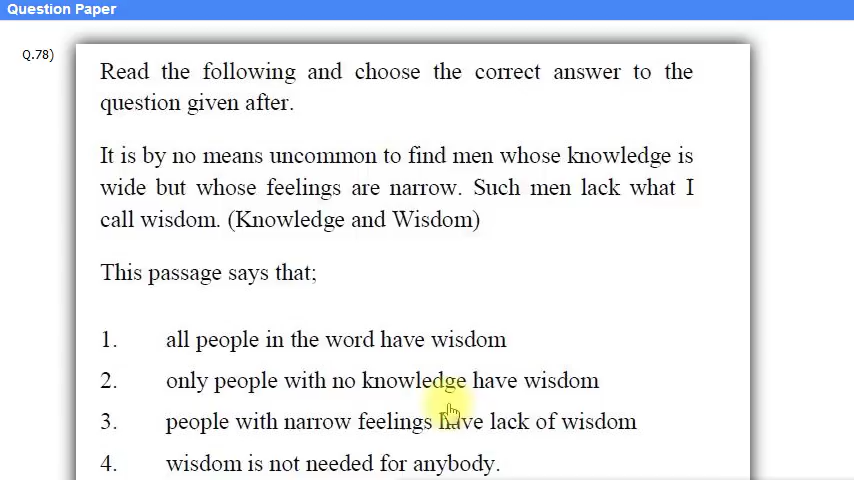 Question Paper
Q.78)
Read the following and choose the correct answer to the
question given after.
It is by no means uncommon to find men whose knowledge is
wide but whose feelings are narrow. Such men lack what I
call wisdom. (Knowledge and Wisdom)
This passage says that;
1. all people in the word have wisdom
2. only people with no knowledge have wisdom
3. people with narrow feelings have lack of wisdom
4. wisdom is not needed for anybody.